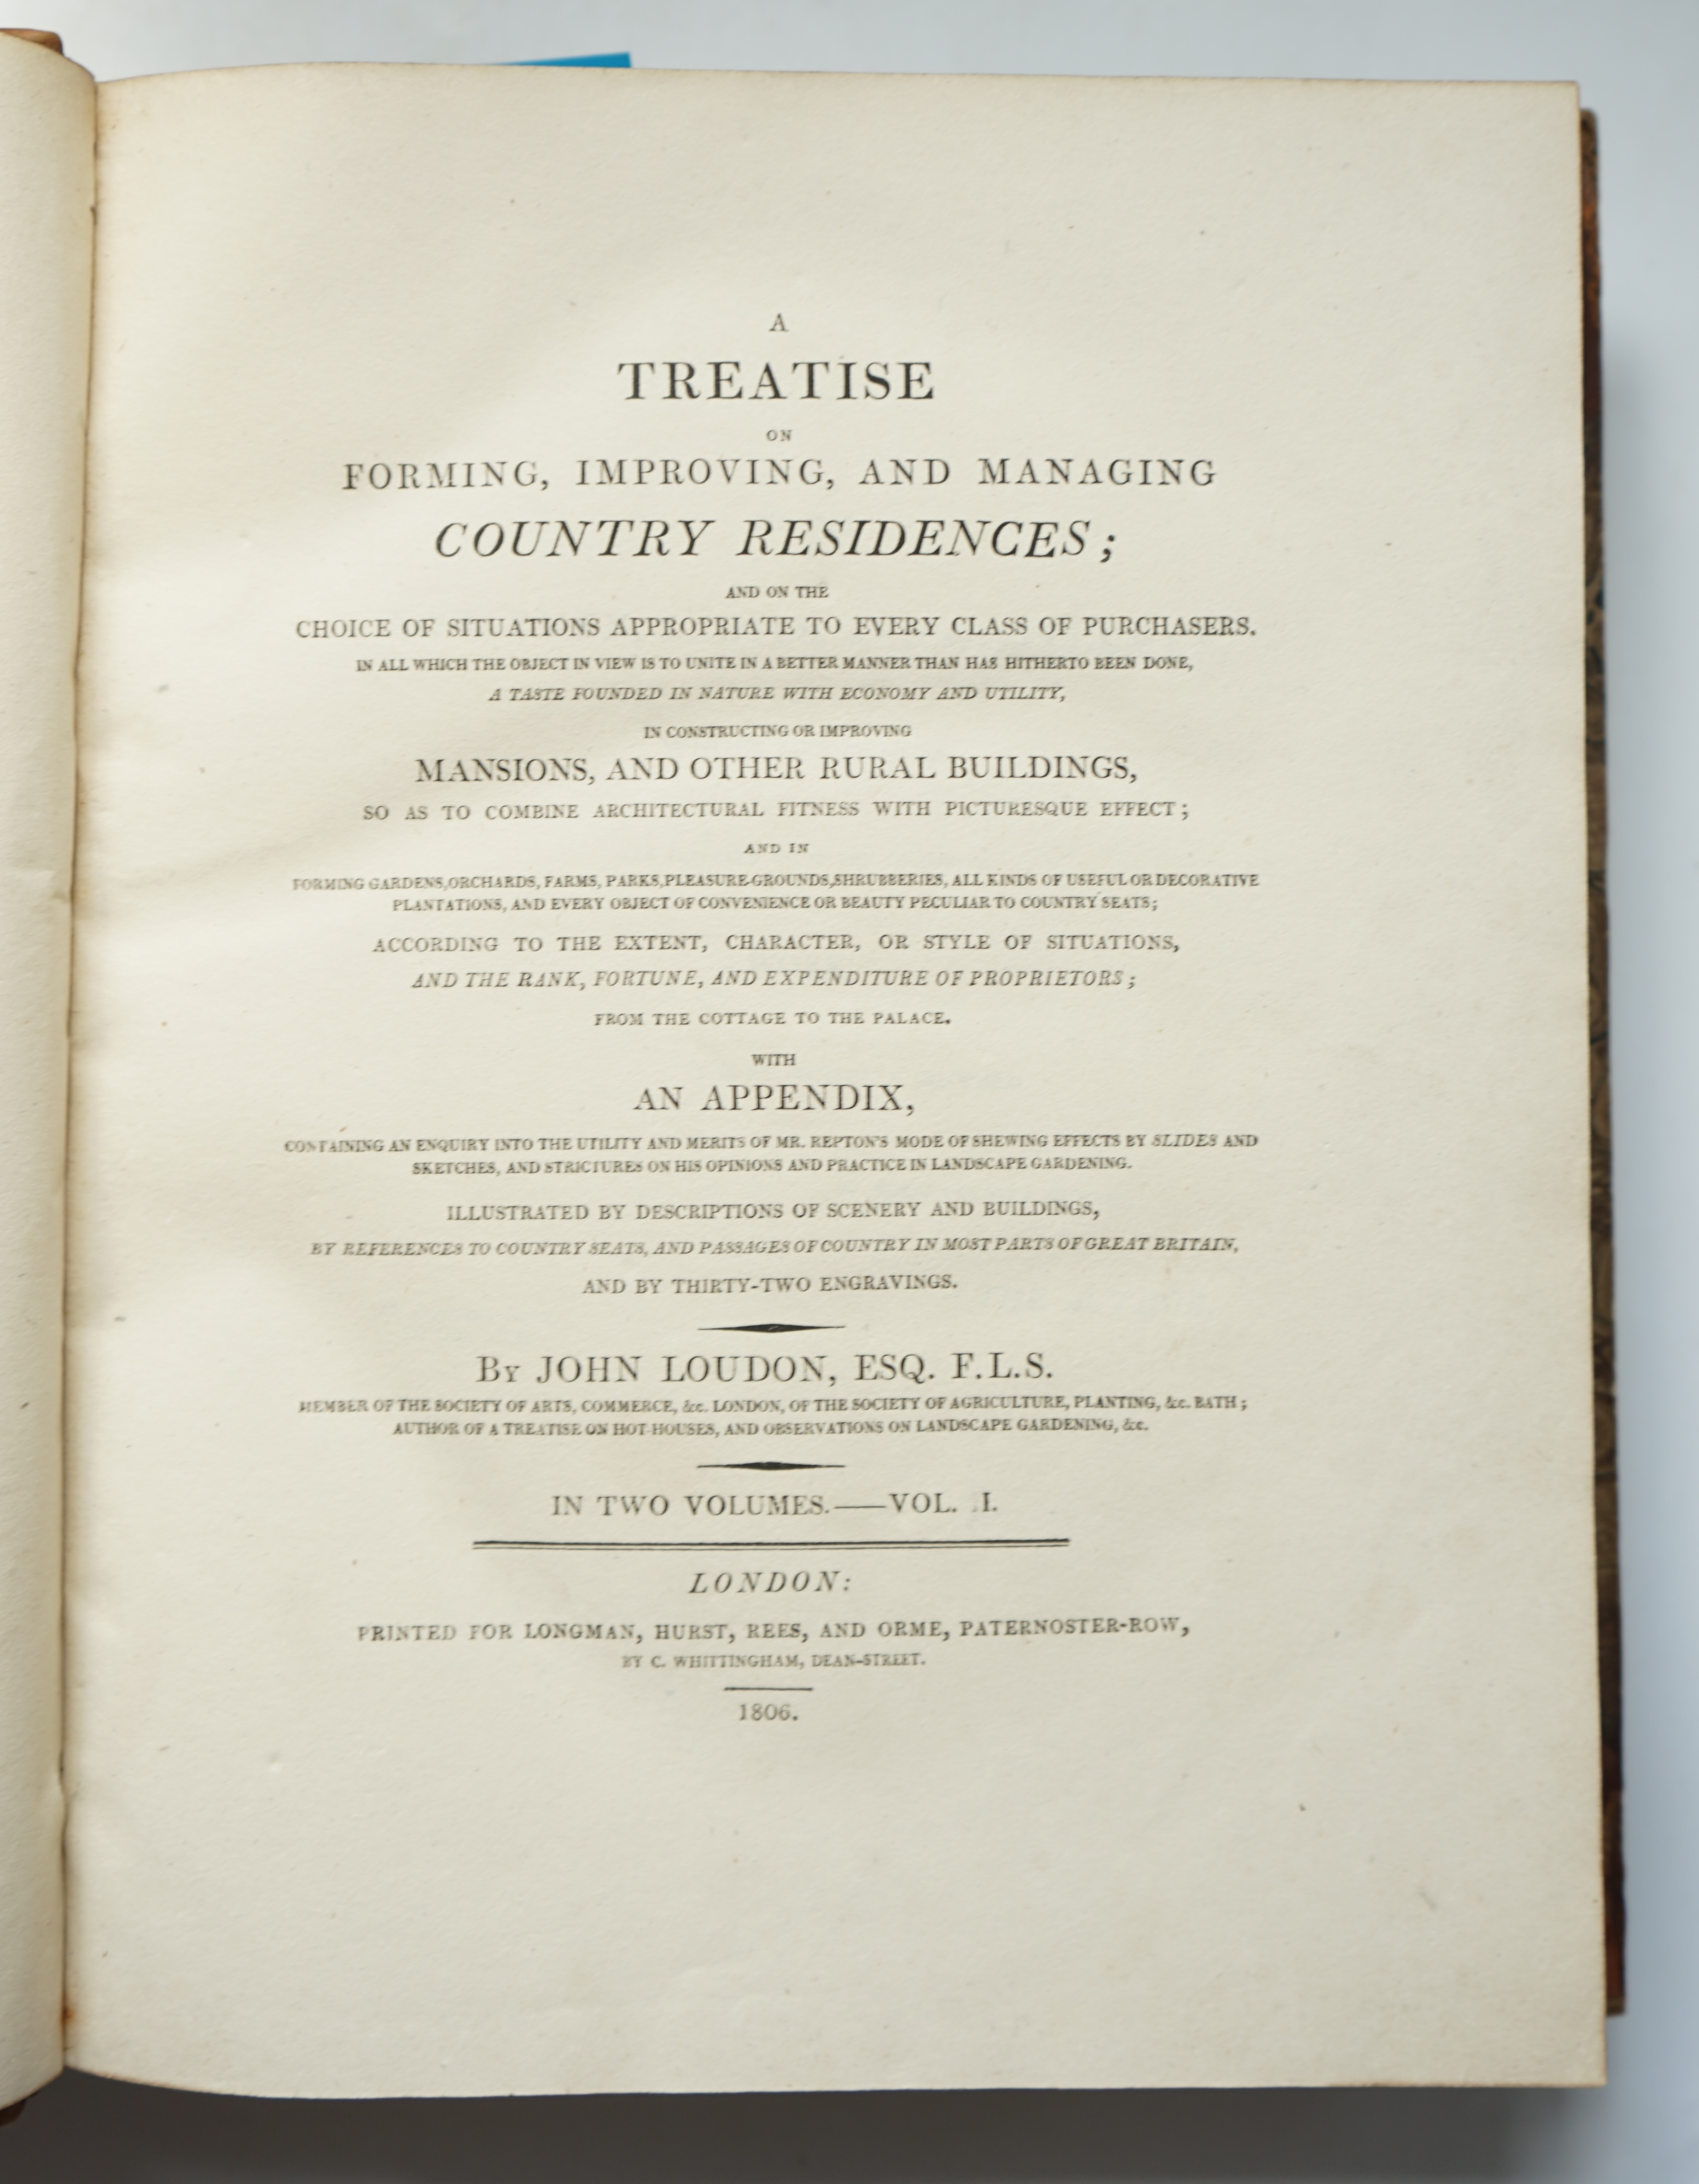 A
TREATISE
ON
FORMING, IMPROVING, AND MANAGING
COUNTRY RESIDENCES;
AND ON THE
CHOICE OF SITUATIONS APPROPRIATE TO EVERY CLASS OF PURCHASERS.
IN ALL WHICH THE OBJECT IN VIEW IS TO UNITE IN A BETTER MANNER THAN HAS HITHERTO BEEN DONE,
A TASTE FOUNDED IN NATURE WITH ECONOMY AND UTILITY,
IN CONSTRUCTING OR IMPROVING
MANSIONS, AND OTHER RURAL BUILDINGS,
SO AS TO COMBINE ARCHITECTURAL FITNESS WITH PICTURESQUE EFFECT;
AND IN
FORMING GARDENS, ORCHARDS, FARMS, PARKS, PLEASURE-GROUNDS, SHRUBBERIES, ALL KINDS OF USEFUL OR DECORATIVE
PLANTATIONS, AND EVERY OBJECT OF CONVENIENCE OR BEAUTY PECULIAR TO COUNTRY SEATS;
ACCORDING TO THE EXTENT, CHARACTER, OR STYLE OF SITUATIONS,
AND THE RANK, FORTUNE, AND EXPENDITURE OF PROPRIETORS;
FROM THE COTTAGE TO THE PALACE.
WITH
AN APPENDIX,
CONTAINING AN ENQUIRY INTO THE UTILITY AND MERITS OF MR. REPTON'S MODE OF SHEWING EFFECTS BY SLIDES AND
SKETCHES, AND STRICTURES ON HIS OPINIONS AND PRACTICE IN LANDSCAPE GARDENING.
ILLUSTRATED BY DESCRIPTIONS OF SCENERY AND BUILDINGS,
BY REFERENCES TO COUNTRY SEATS, AND PASSAGES OF COUNTRY IN MOST PARTS OF GREAT BRITAIN,
AND BY THIRTY-TWO ENGRAVINGS.
By JOHN LOUDON, ESQ. F.L.S.
MEMBER OF THE SOCIETY OF ARTS, COMMERCE, &c. LONDON, OF THE SOCIETY OF AGRICULTURE, PLANTING, &c. BATH;
AUTHOR OF A TREATISE ON HOT-HOUSES, AND OBSERVATIONS ON LANDSCAPE GARDENING, &c.
IN TWO VOLUMES.——VOL. I.
LONDON:
PRINTED FOR LONGMAN, HURST, REES, AND ORME, PATERNOSTER-ROW,
BY C. WHITTINGHAM, DEAN-STREET.
1806.